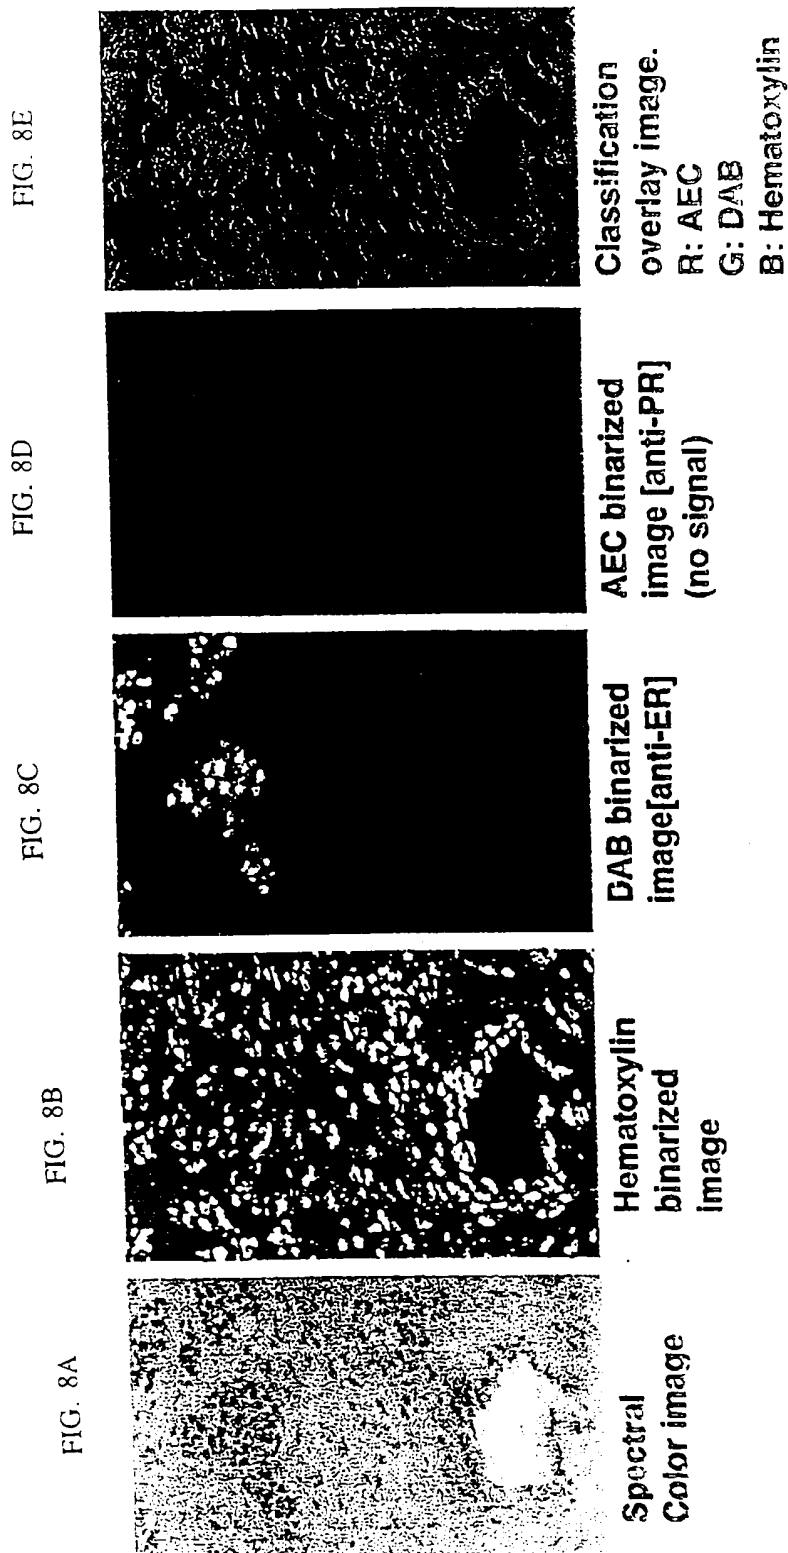 FIG. 8A
Spectral
Color image
FIG. 8B
Hematoxylin
binarized
image
FIG. 8C
DAB binarized
image[anti-ER]
FIG. 8D
AEC binarized
image [anti-PR]
(no signal)
FIG. 8E
Classification
overlay image.
R: AEC
G: DAB
B: Hematoxylin